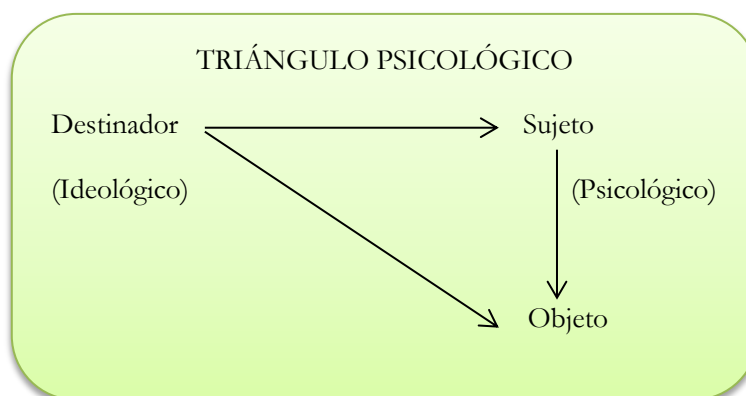 TRIÁNGULO PSICOLÓGICO
Destinador Sujeto
(Ideológico) (Psicológico)
Objeto